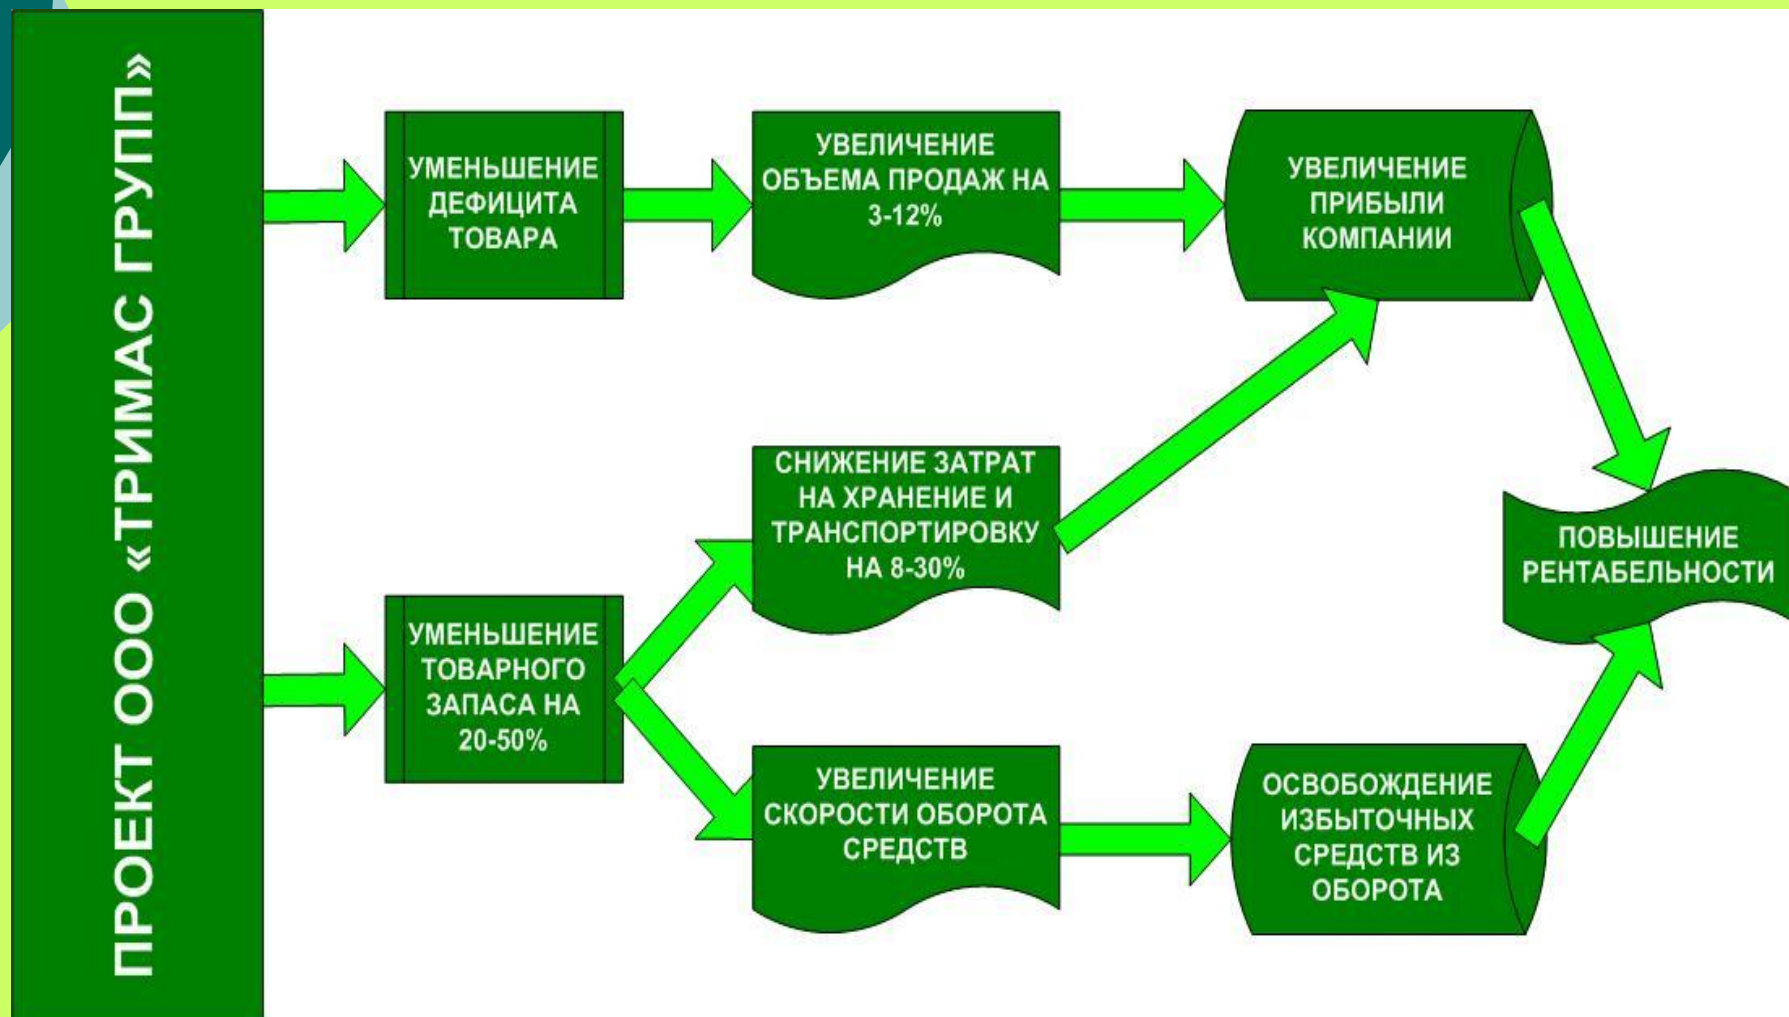 ПРОЕКТ ООО «ТРИМАС ГРУПП»
УМЕНЬШЕНИЕ
ДЕФИЦИТА
ТОВАРА
УВЕЛИЧЕНИЕ
ОБЪЕМА ПРОДАЖ НА
3-12%
УВЕЛИЧЕНИЕ
ПРИБЫЛИ
КОМПАНИИ
СНИЖЕНИЕ ЗАТРАТ
НА ХРАНЕНИЕ И
ТРАНСПОРТИРОВКУ
НА 8-30%
ПОВЫШЕНИЕ
РЕНТАБЕЛЬНОСТИ
УМЕНЬШЕНИЕ
ТОВАРНОГО
ЗАПАСА НА
20-50%
УВЕЛИЧЕНИЕ
СКОРОСТИ ОБОРОТА
СРЕДСТВ
ОСВОБОЖДЕНИЕ
ИЗБЫТОЧНЫХ
СРЕДСТВ ИЗ
ОБОРОТА